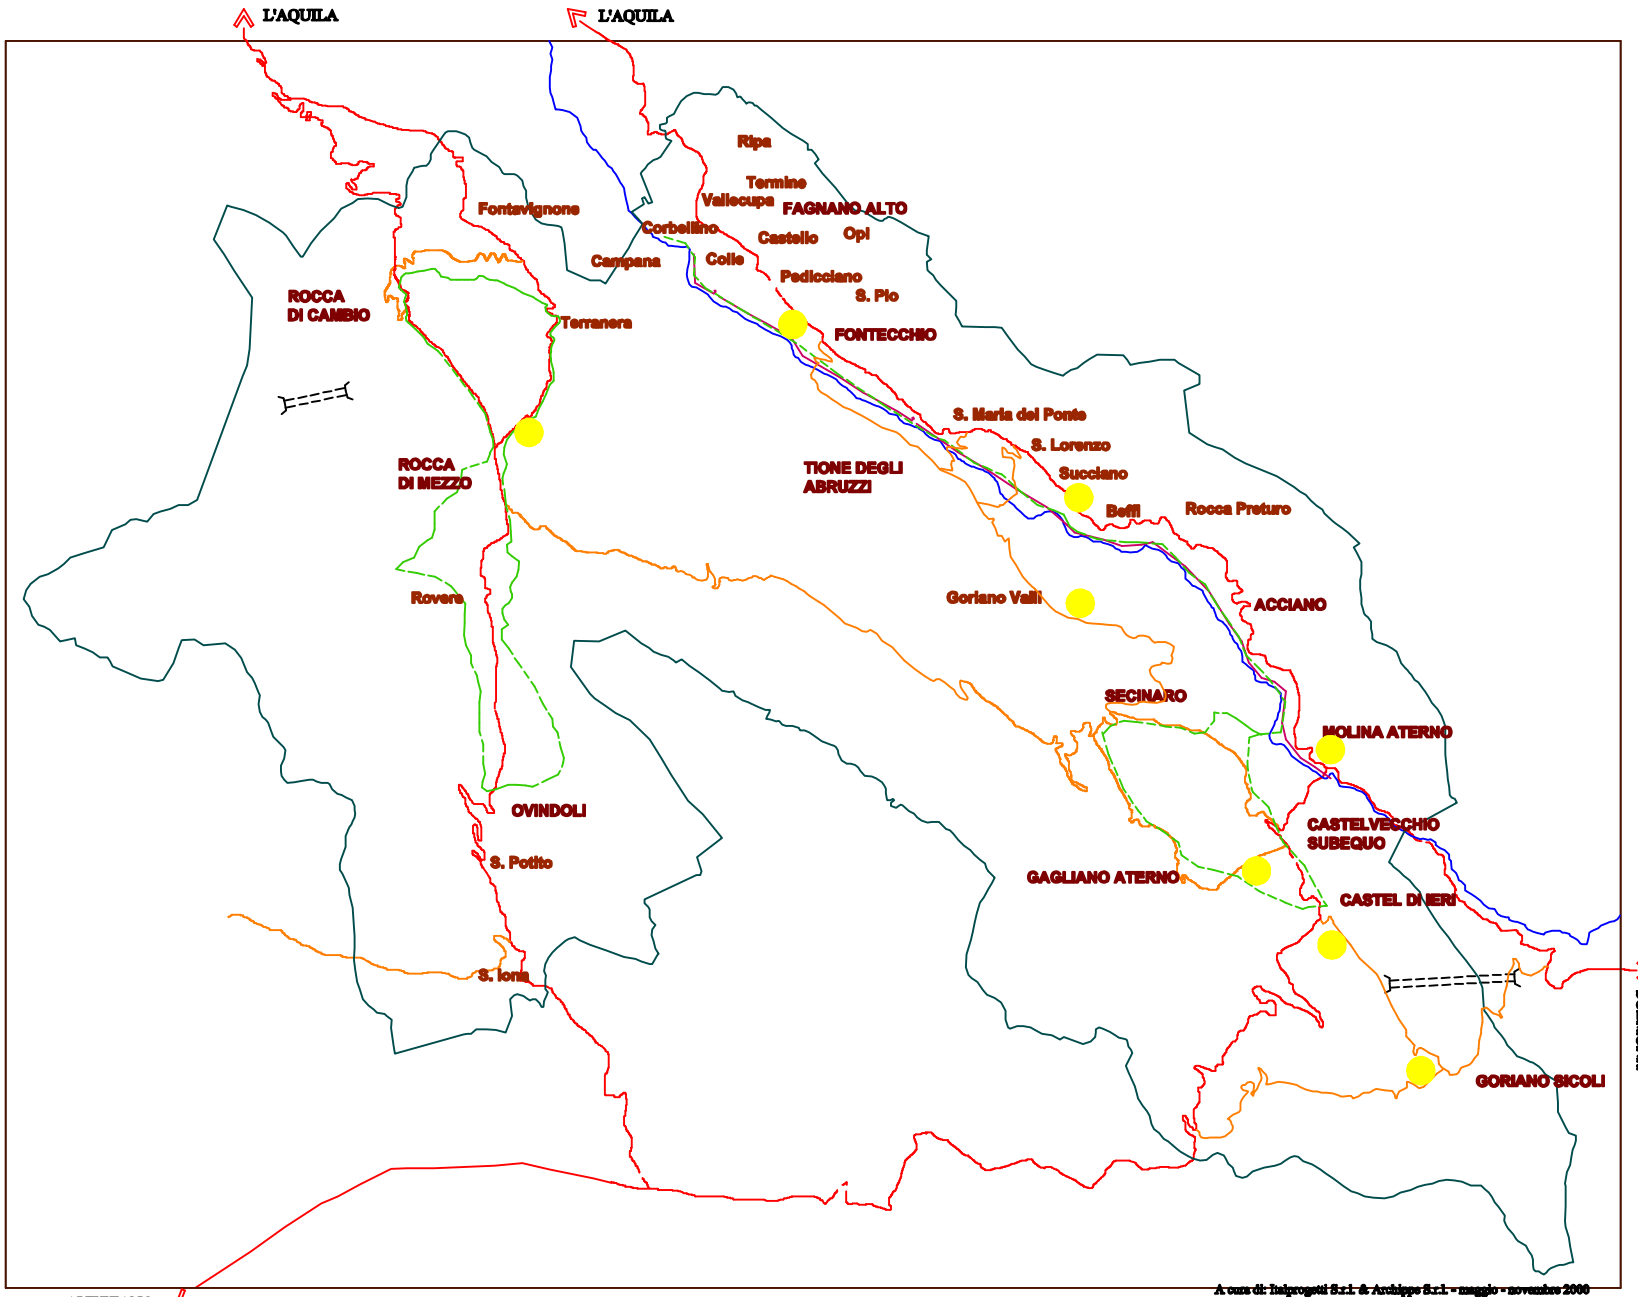 L'AQUILA
L'AQUILA
Ripa
Termine
Vallecupa
FAGNANO ALTO
Fontavignone
Corbellino
Castello
Opi
Campana
Colle
Pedicciano
S. Pio
ROCCA
DI CAMBIO
Terranera
FONTECCHIO
S. Maria del Ponte
S. Lorenzo
ROCCA
DI MEZZO
TIONE DEGLI
ABRUZZI
Succiano
Beffi
Rocca Preturo
Rovere
Goriano Valli
ACCIANO
SECINARO
MOLINA ATERNO
OVINDOLI
CASTELVECCHIO
SUBEQUO
S. Potito
GAGLIANO ATERNO
CASTEL DI IERI
S. Iona
GORIANO SICOLI
A cura di: Italprogetti S.r.l. & Archippo S.r.l. - maggio - novembre 2000